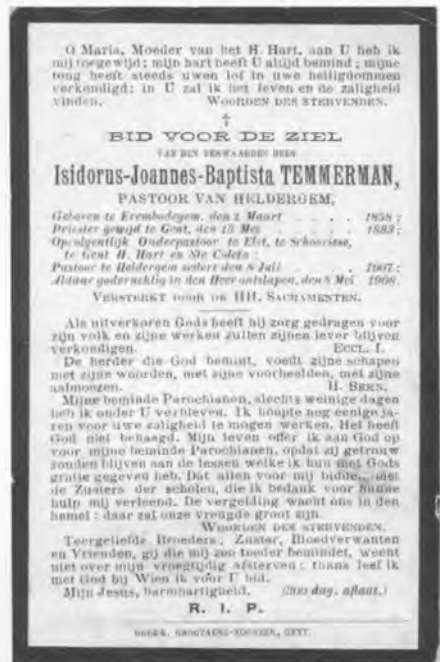 O Maria, Moeder van het H. Hart, aan U heb ik
mij toegewijd; mijn hart heeft U altijd bemind; mijne
tong heeft steeds uwen lof in uwe heiligdommen
verkondigd; in U zal ik het leven en de zaligheid
vinden. WOORDEN DES STERVENDEN.
†
BID VOOR DE ZIEL
VAN DEN EERWAARDEN HEER
Isidorus-Joannes-Baptista TEMMERMAN,
PASTOOR VAN HELDERGEM,
Geboren te Erembodegem, den 1 Maart . . . . 1858;
Priester gewijd te Gent, den 15 Mei . . . . 1883;
Opvolgentlijk Onderpastoor te Elst, te Schoorisse,
te Gent H. Hart en Ste Coleta;
Pastoor te Heldergem sedert den 8 Juli . . . . 1907;
Aldaar godvruchtig in den Heer ontslapen, den 8 Mei 1908.
VERSTERKT DOOR DE HH. SACRAMENTEN.
Als uitverkoren Gods heeft hij zorg gedragen voor
zijn volk en zijne werken zullen zijnen lever blijven
verkondigen. ECCL. I.
De herder die God bemint, voedt zijne schapen
met zijne woorden, met zijne voorbeelden, met zijne
aalmoezen. H. BERN.
Mijne beminde Parochianen, slechts weinige dagen
heb ik onder U verbleven. Ik hoopte nog eenige ja-
ren voor uwe zaligheid te mogen werken. Het heeft
God niet behaagd. Mijn leven offer ik aan God op
voor mijne beminde Parochianen, opdat zij getrouw
zouden blijven aan de lessen welke ik hun met Gods
gratie gegeven heb. Dat allen voor mij bidden, met
de Zusters der scholen, die ik bedank voor hunne
hulp mij verleend. De vergelding wacht ons in den
hemel: daar zal onze vreugde groot zijn.
WOORDEN DES STERVENDEN.
Teergeliefde Broeders, Zuster, Bloedverwanten
en Vrienden, gij die mij zoo teeder bemindet, weent
niet over mijn vroegtijdig afsterven: thans leef ik
met God bij Wien ik voor U bid.
Mijn Jesus, barmhartigheid. dag. aflaat.)
R. I. P.
GENT.